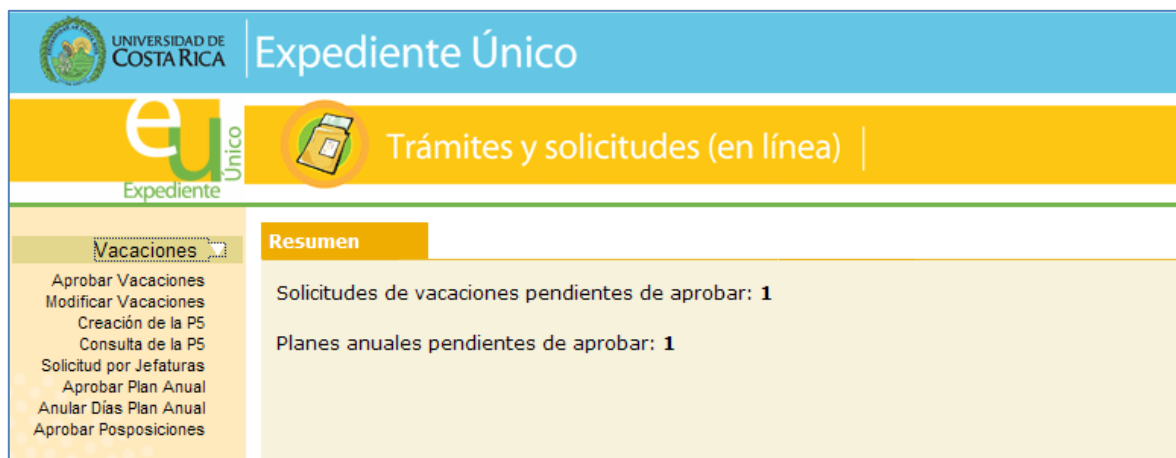 UNIVERSIDAD DE
COSTA RICA
Expediente Único
eu
Único
Expediente
Trámites y solicitudes (en línea)
Vacaciones
Aprobar Vacaciones
Modificar Vacaciones
Creación de la P5
Consulta de la P5
Solicitud por Jefaturas
Aprobar Plan Anual
Anular Días Plan Anual
Aprobar Posposiciones
Resumen
Solicitudes de vacaciones pendientes de aprobar: 1
Planes anuales pendientes de aprobar: 1